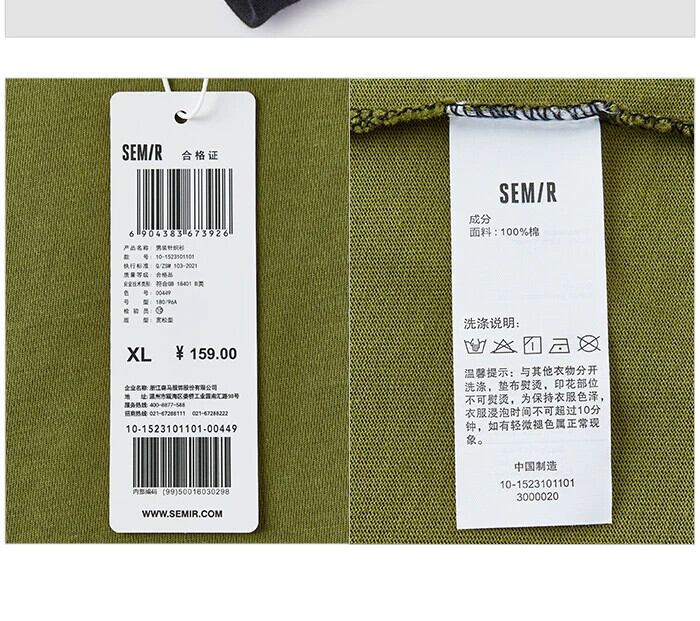 SEM/R 合格证
6 904383 673926
产品名称: 男装针织衫
款 号: 10-1523101101
执行标准: Q/ZSM 103-2021
质量等级: 合格品
安全技术类别: 符合GB 18401 B类
色 号: 00449
号 型: 180/96A
检 验 员:
版 型: 宽松型
XL ¥ 159.00
企业名称: 浙江森马服饰股份有限公司
地 址: 温州市瓯海区娄桥工业园南汇路98号
服务热线: 400-8877-588
招商热线: 021-67288111 021-67288222
10-1523101101-00449
内部编码 (99)50016030298
WWW.SEMIR.COM
SEM/R
成分
面料: 100%棉
洗涤说明:
温馨提示: 与其他衣物分开
洗涤, 垫布熨烫, 印花部位
不可熨烫, 为保持衣服色泽,
衣服浸泡时间不可超过10分
钟, 如有轻微褪色属正常现
象。
中国制造
10-1523101101
3000020